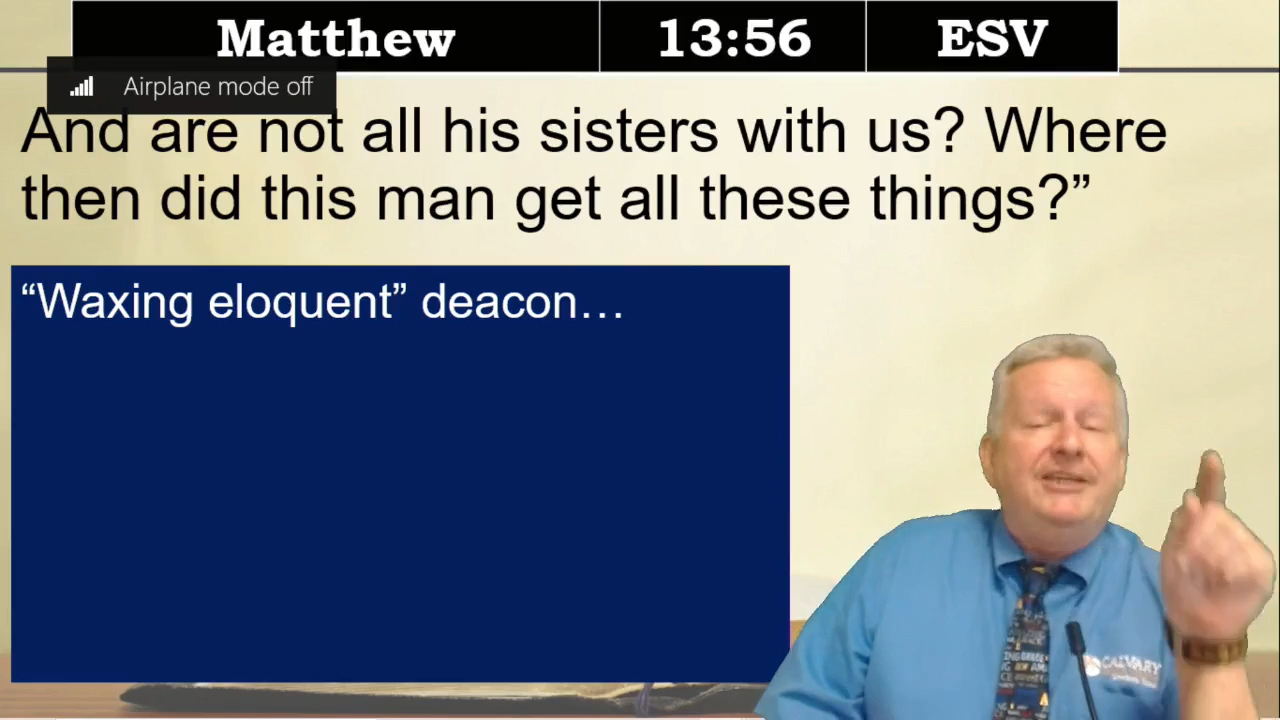 Matthew 13:56 ESV
Airplane mode off
And are not all his sisters with us? Where
then did this man get all these things?”
“Waxing eloquent” deacon…
CALVARY